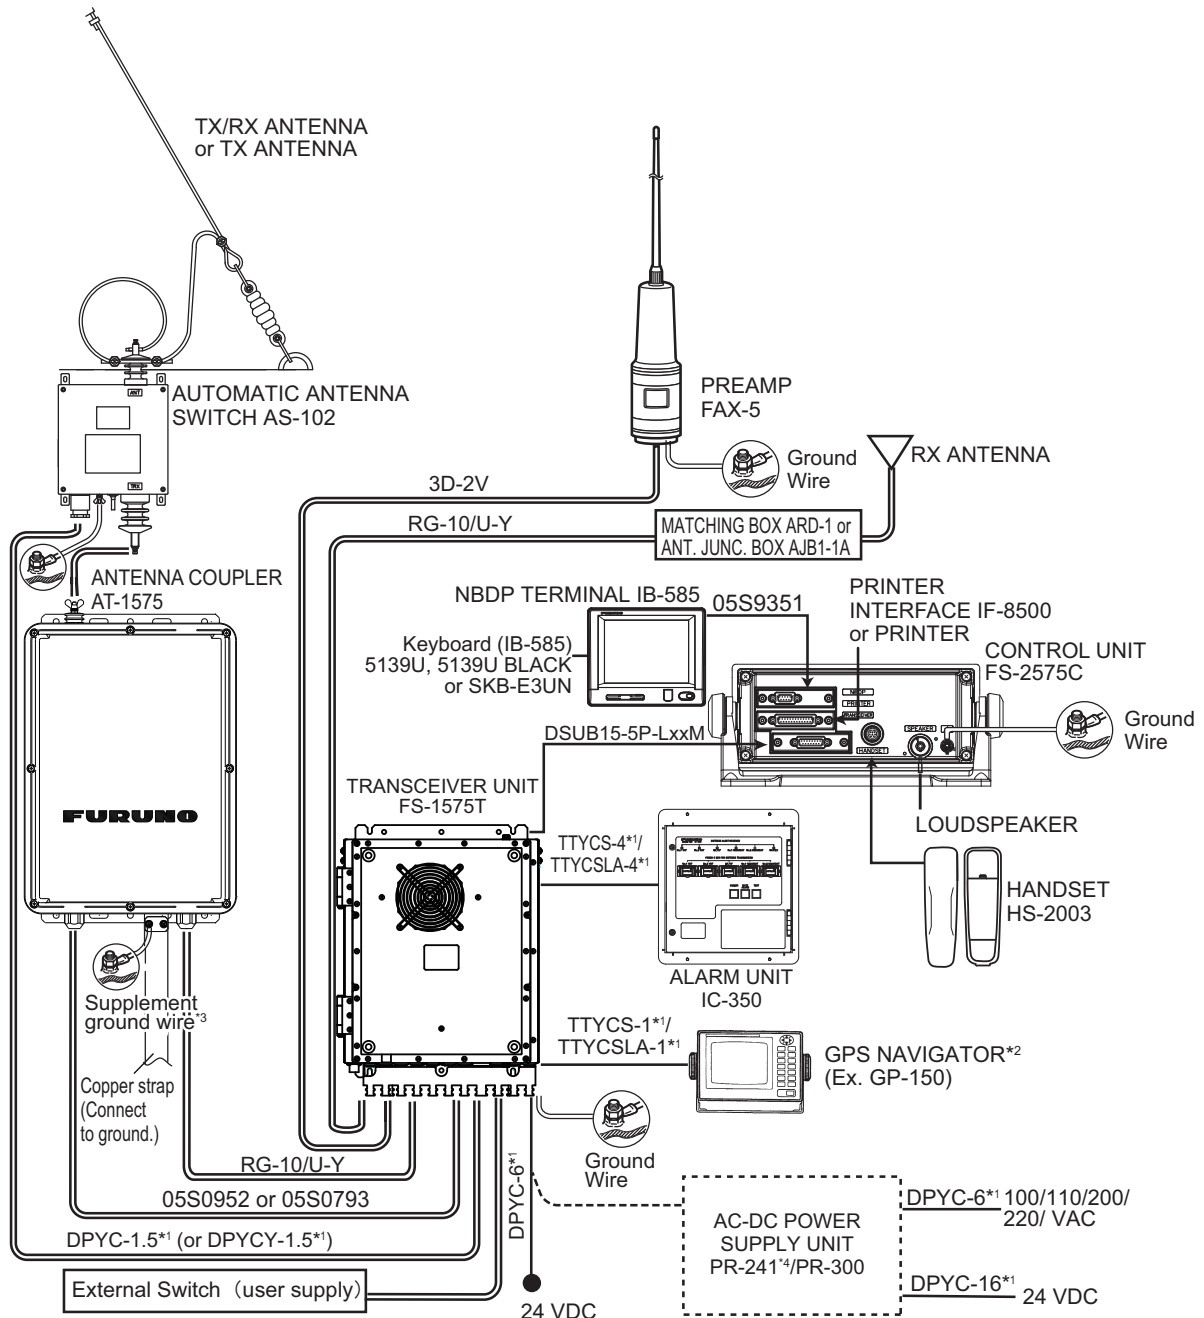 TX/RX ANTENNA
or TX ANTENNA
AUTOMATIC ANTENNA
SWITCH AS-102
ANT
TRX
PREAMP
FAX-5
Ground
Wire
RX ANTENNA
3D-2V
RG-10/U-Y
MATCHING BOX ARD-1 or
ANT. JUNC. BOX AJB1-1A
ANTENNA COUPLER
AT-1575
FURUNO
NBDP TERMINAL IB-585
05S9351
Keyboard (IB-585)
5139U, 5139U BLACK
or SKB-E3UN
PRINTER
INTERFACE IF-8500
or PRINTER
CONTROL UNIT
FS-2575C
NBDP
PRINTER
SPEAKER
HANDSET
Ground
Wire
DSUB15-5P-LxxM
TRANSCEIVER UNIT
FS-1575T
LOUDSPEAKER
HANDSET
HS-2003
TTYCS-4*1/
TTYCSLA-4*1
ALARM UNIT
IC-350
Supplement
ground wire*3
Copper strap
(Connect
to ground.)
TTYCS-1*1/
TTYCSLA-1*1
GPS NAVIGATOR*2
(Ex. GP-150)
Ground
Wire
RG-10/U-Y
05S0952 or 05S0793
DPYC-1.5*1 (or DPYCY-1.5*1)
External Switch (user supply)
DPYC-6*1
24 VDC
AC-DC POWER
SUPPLY UNIT
PR-241*4/PR-300
DPYC-6*1 100/110/200/
220/ VAC
DPYC-16*1 24 VDC